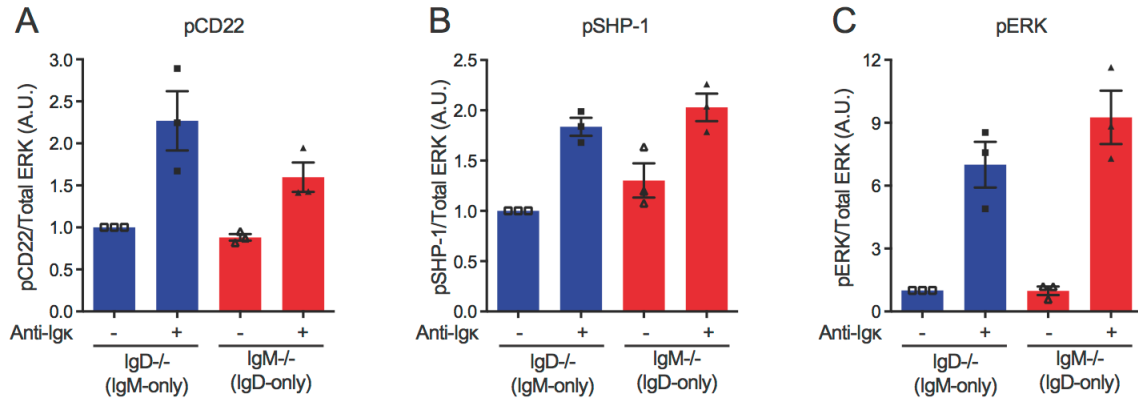 A
pCD22
pCD22/Total ERK (A.U.)
3.0
2.5
2.0
1.5
1.0
0.5
0.0
Anti-Igκ - + - +
IgD-/-
(IgM-only)
IgM-/-
(IgD-only)
B
pSHP-1
pSHP-1/Total ERK (A.U.)
2.5
2.0
1.5
1.0
0.5
0.0
Anti-Igκ - + - +
IgD-/-
(IgM-only)
IgM-/-
(IgD-only)
C
pERK
pERK/Total ERK (A.U.)
12
9
6
3
0
Anti-Igκ - + - +
IgD-/-
(IgM-only)
IgM-/-
(IgD-only)